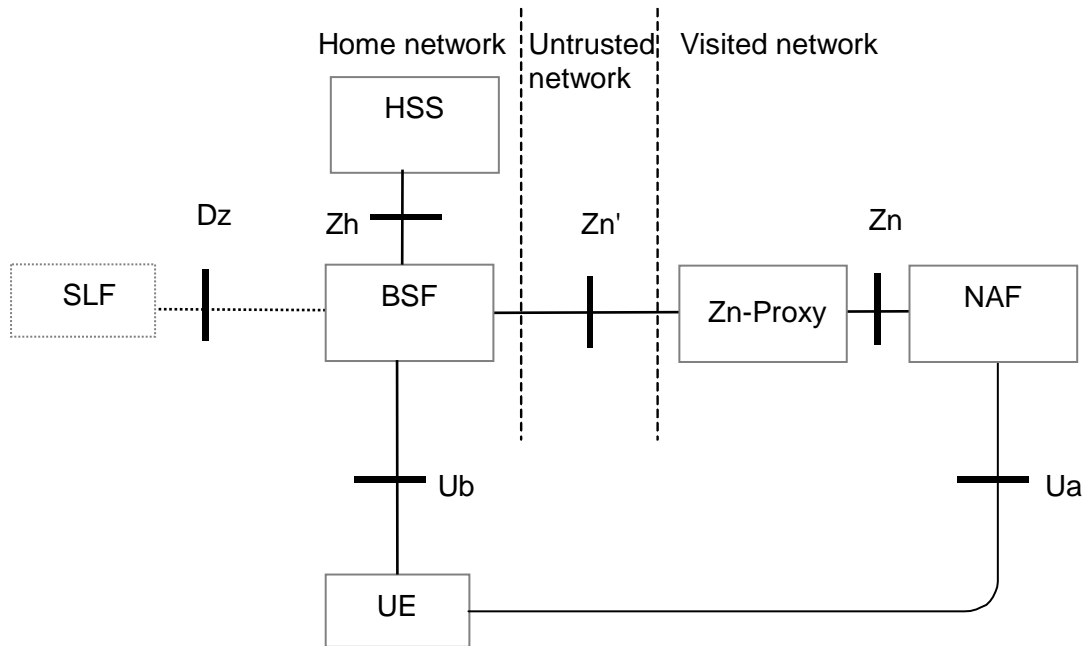 Home network
Untrusted
network
Visited network
HSS
Dz
Zh
Zn'
Zn
SLF
BSF
Zn-Proxy
NAF
Ub
Ua
UE